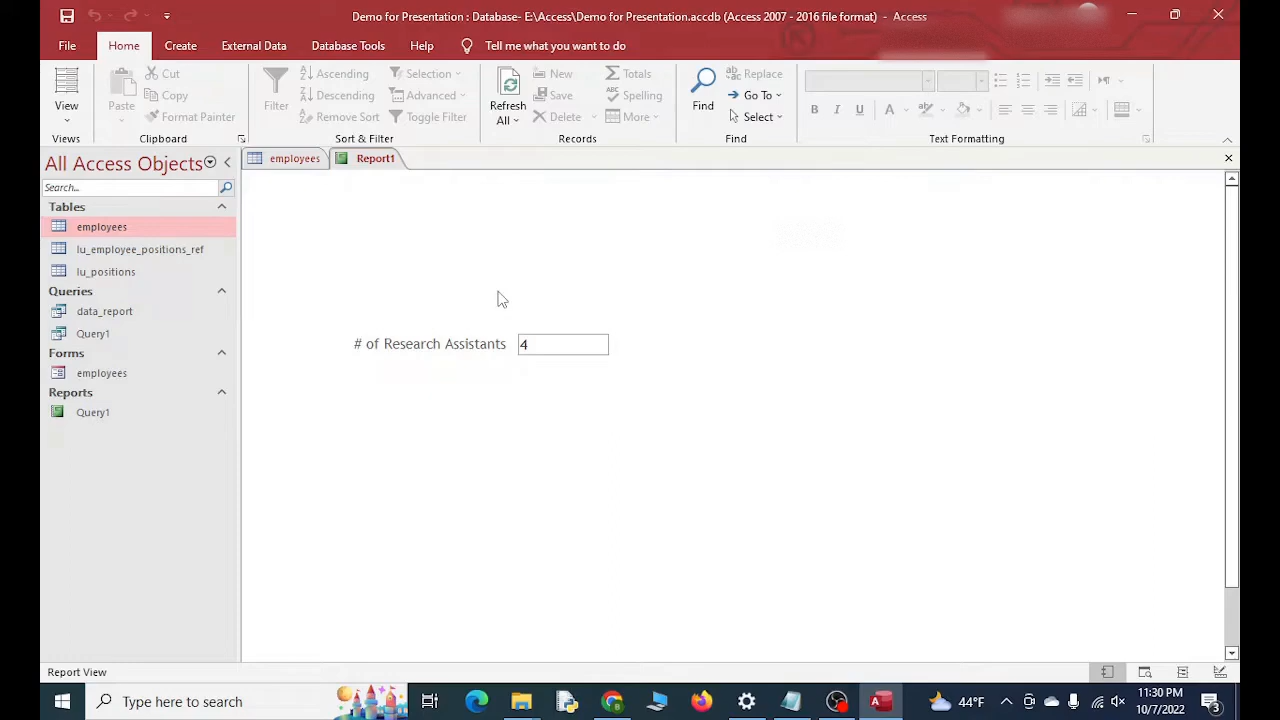 Demo for Presentation : Database- E:\Access\Demo for Presentation.accdb (Access 2007 - 2016 file format) - Access
File Home Create External Data Database Tools Help Tell me what you want to do
View
Views
Paste
Cut
Copy
Format Painter
Clipboard
Filter
Ascending
Descending
Remove Sort
Selection
Advanced
Toggle Filter
Sort & Filter
Refresh
All
New
Save
Delete
Totals
Spelling
More
Records
Find
Replace
Go To
Select
Find
Text Formatting
All Access Objects
Search...
Tables
employees
lu_employee_positions_ref
lu_positions
Queries
data_report
Query1
Forms
employees
Reports
Query1
employees Report1
# of Research Assistants 4
Report View
Type here to search
44°F
11:30 PM
10/7/2022
3